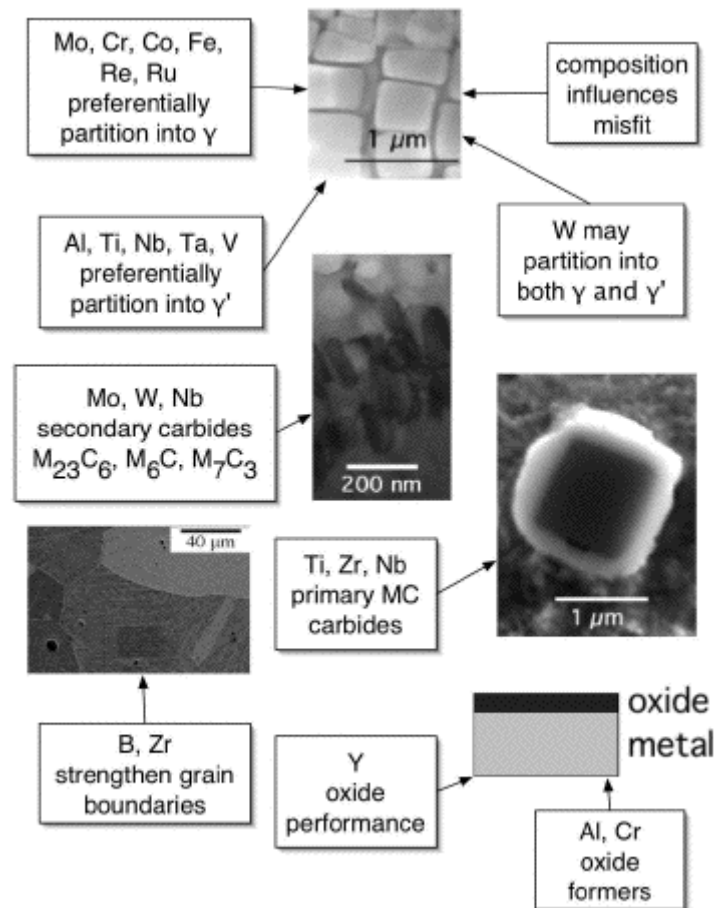 Mo, Cr, Co, Fe,
Re, Ru
preferentially
partition into γ
1 μm
composition
influences
misfit
Al, Ti, Nb, Ta, V
preferentially
partition into γ'
W may
partition into
both γ and γ'
Mo, W, Nb
secondary carbides
M₂₃C₆, M₆C, M₇C₃
200 nm
40 μm
Ti, Zr, Nb
primary MC
carbides
1 μm
B, Zr
strengthen grain
boundaries
Y
oxide
performance
oxide
metal
Al, Cr
oxide
formers